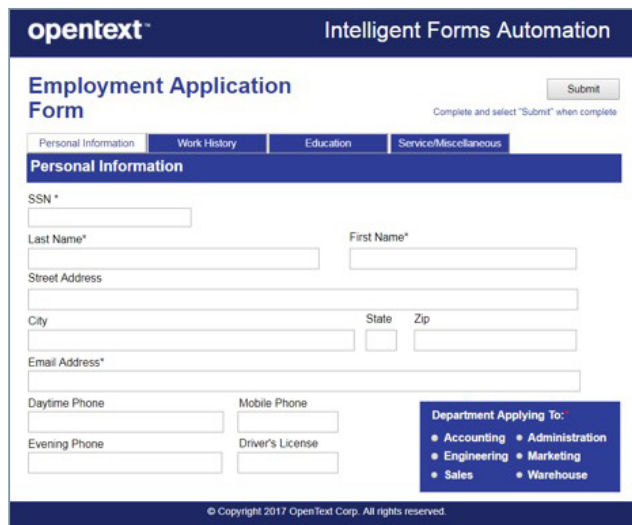 opentext™ Intelligent Forms Automation
Employment Application
Form
Submit
Complete and select "Submit" when complete
Personal Information Work History Education Service/Miscellaneous
Personal Information
SSN *
Last Name* First Name*
Street Address
City State Zip
Email Address*
Daytime Phone Mobile Phone
Evening Phone Driver's License
Department Applying To:*
Accounting Administration
Engineering Marketing
Sales Warehouse
© Copyright 2017 OpenText Corp. All rights reserved.